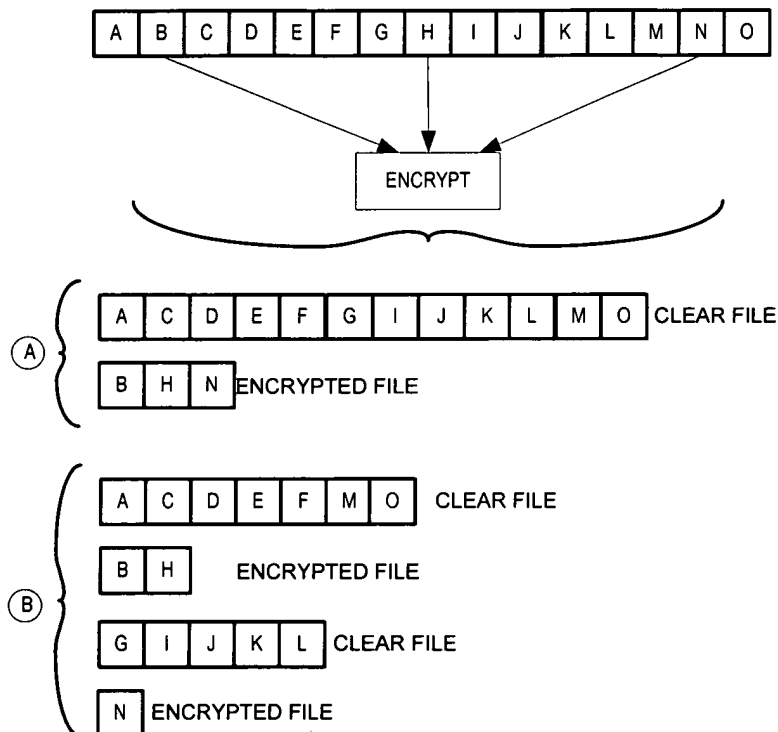 A B C D E F G H I J K L M N O
ENCRYPT
A C D E F G I J K L M O CLEAR FILE
A
B H N ENCRYPTED FILE
A C D E F M O CLEAR FILE
B H ENCRYPTED FILE
B
G I J K L CLEAR FILE
N ENCRYPTED FILE